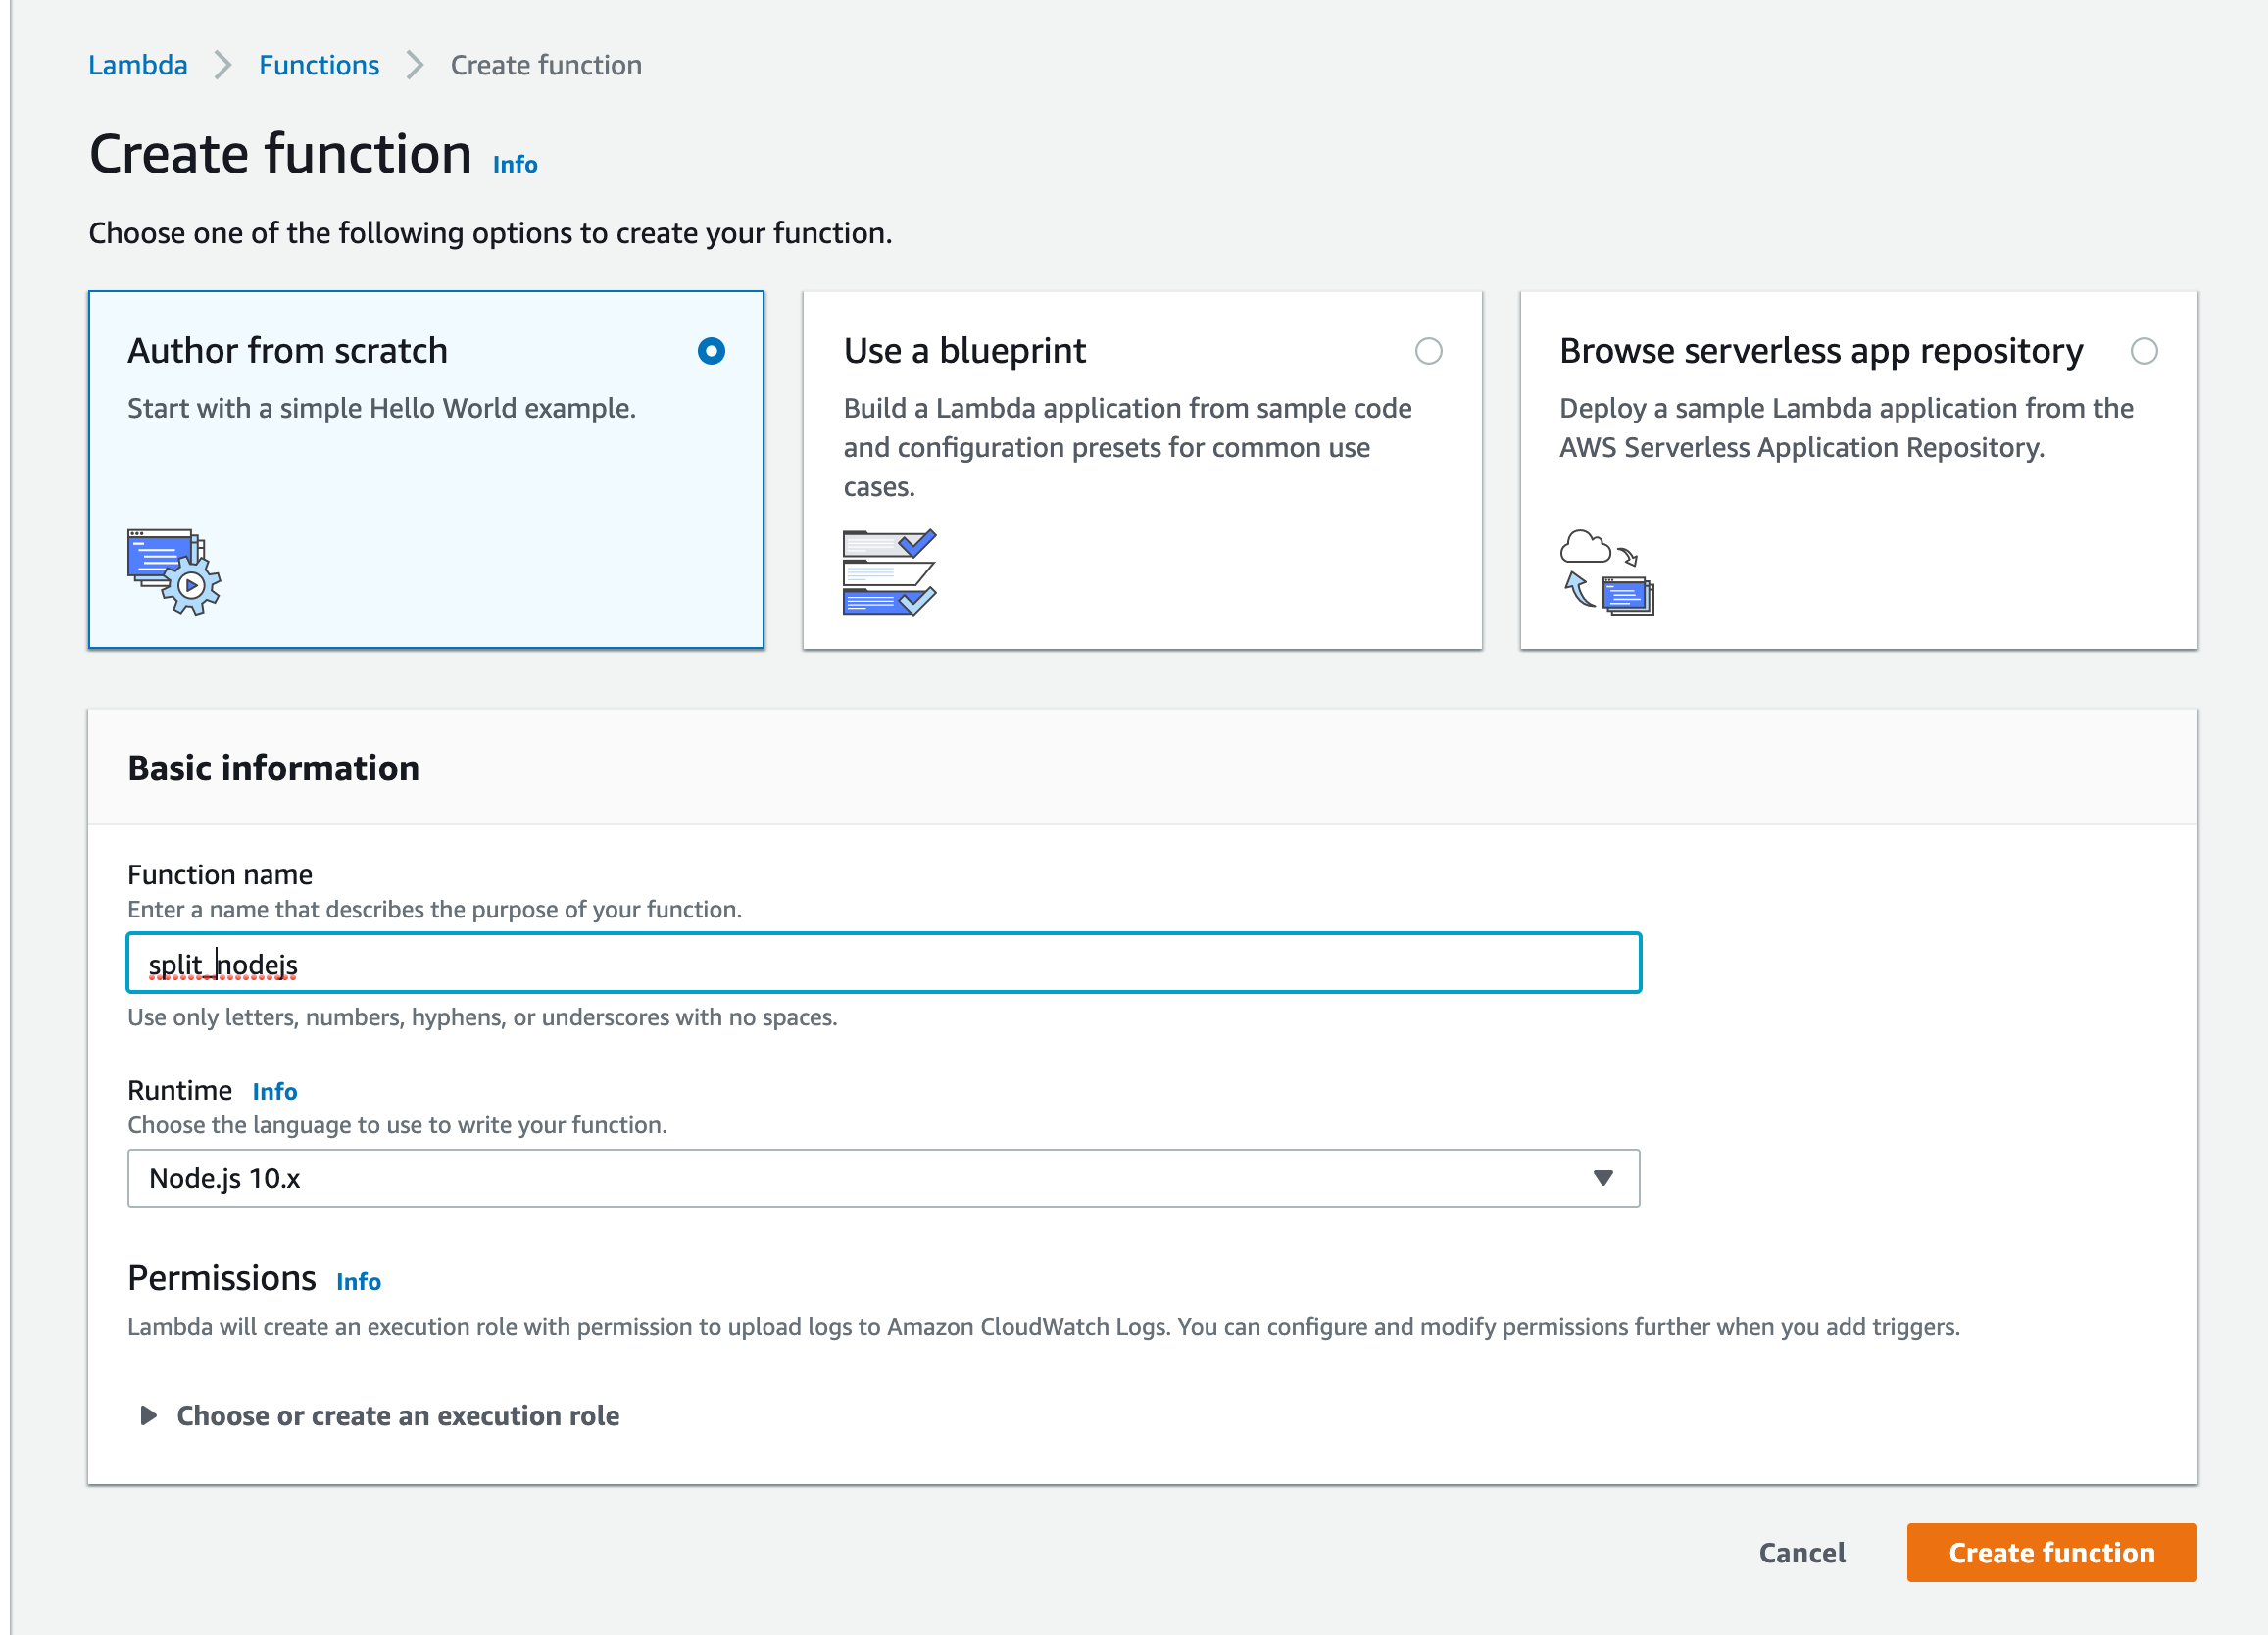 Lambda > Functions > Create function
Create function Info
Choose one of the following options to create your function.
Author from scratch
Start with a simple Hello World example.
Use a blueprint
Build a Lambda application from sample code
and configuration presets for common use
cases.
Browse serverless app repository
Deploy a sample Lambda application from the
AWS Serverless Application Repository.
Basic information
Function name
Enter a name that describes the purpose of your function.
split_nodejs
Use only letters, numbers, hyphens, or underscores with no spaces.
Runtime Info
Choose the language to use to write your function.
Node.js 10.x
Permissions Info
Lambda will create an execution role with permission to upload logs to Amazon CloudWatch Logs. You can configure and modify permissions further when you add triggers.
Choose or create an execution role
Cancel
Create function